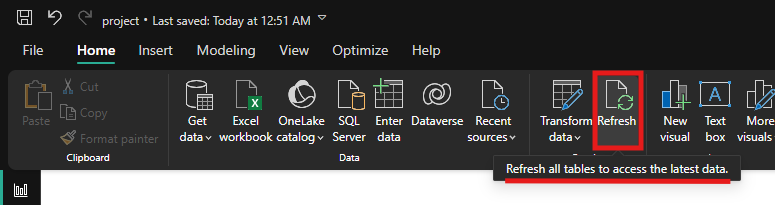 project • Last saved: Today at 12:51 AM
File Home Insert Modeling View Optimize Help
Paste
Cut
Copy
Format painter
Clipboard
Get data
Excel workbook
OneLake catalog
SQL Server
Enter data
Dataverse
Recent sources
Data
Transform data
Refresh
New visual
Text box
More visuals
Refresh all tables to access the latest data.